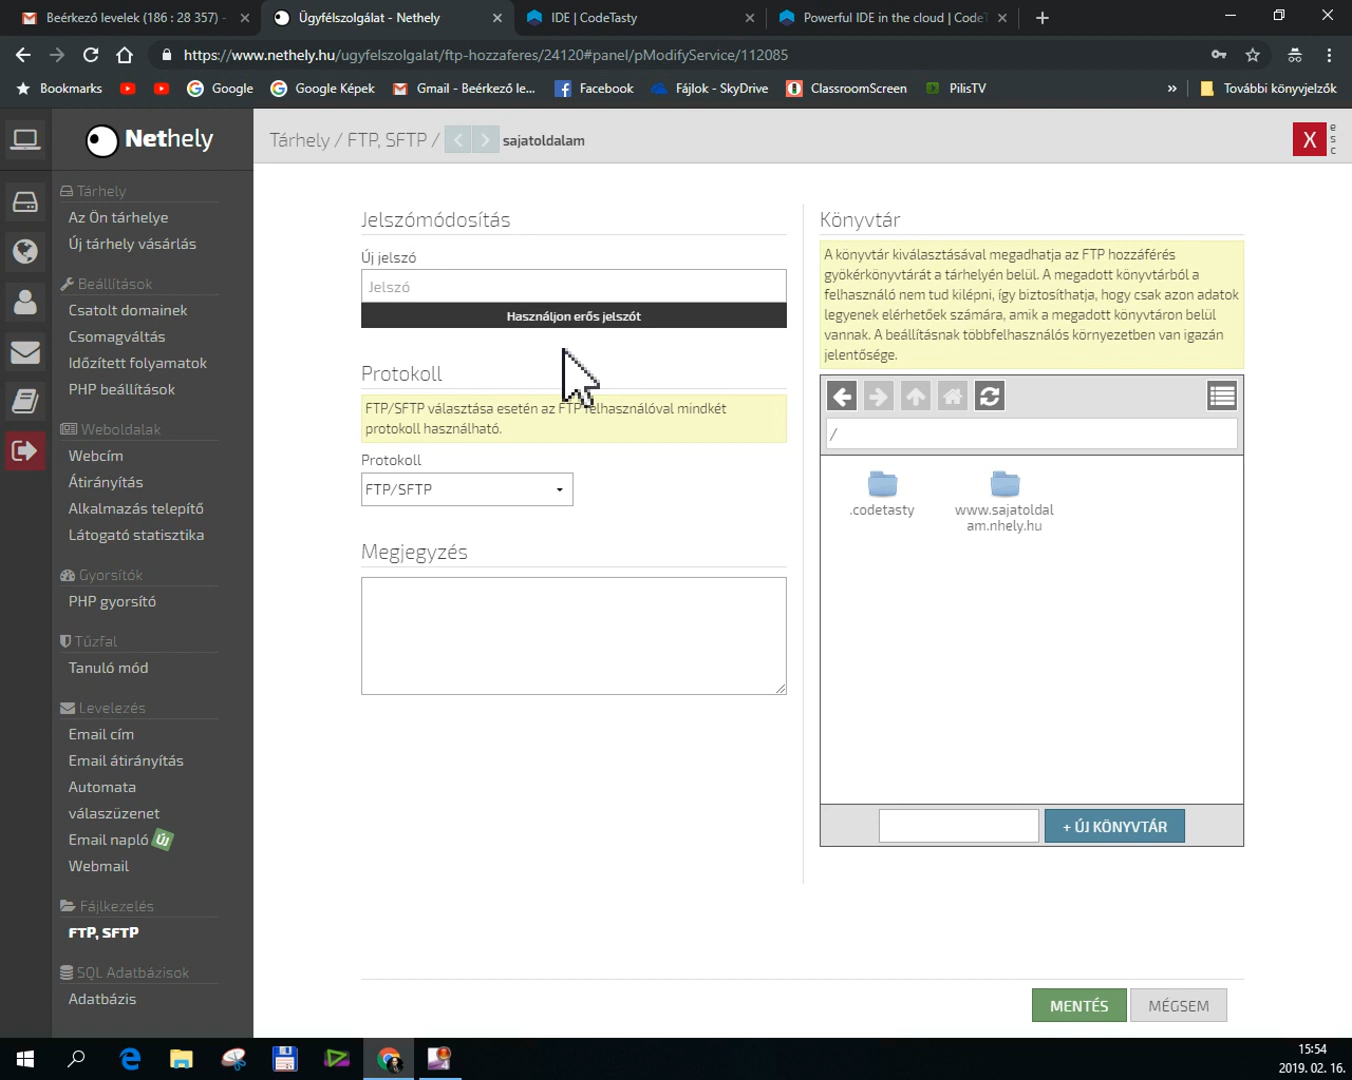 Beérkező levelek (186 : 28 357) -
Ügyfélszolgálat - Nethely
IDE | CodeTasty
Powerful IDE in the cloud | CodeT
https://www.nethely.hu/ugyfelszolgalat/ftp-hozzaferes/24120#panel/pModifyService/112085
Bookmarks
Google
Google Képek
Gmail - Beérkező le...
Facebook
Fájlok - SkyDrive
ClassroomScreen
PilisTV
»
További könyvjelzők
Nethely
Tárhely / FTP, SFTP / < > sajatoldalam
X
esc
Tárhely
Az Ön tárhelye
Új tárhely vásárlás
Beállítások
Csatolt domainek
Csomagváltás
Időzített folyamatok
PHP beállítások
Weboldalak
Webcím
Átirányítás
Alkalmazás telepítő
Látogató statisztika
Gyorsítók
PHP gyorsító
Tűzfal
Tanuló mód
Levelezés
Email cím
Email átirányítás
Automata
válaszüzenet
Email napló ÚJ
Webmail
Fájlkezelés
FTP, SFTP
SQL Adatbázisok
Adatbázis
Jelszómódosítás
Új jelszó
Jelszó
Használjon erős jelszót
Protokoll
FTP/SFTP választása esetén az FTP felhasználóval mindkét
protokoll használható.
Protokoll
FTP/SFTP
Megjegyzés
Könyvtár
A könyvtár kiválasztásával megadhatja az FTP hozzáférés
gyökérkönyvtárát a tárhelyén belül. A megadott könyvtárból a
felhasználó nem tud kilépni, így biztosíthatja, hogy csak azon adatok
legyenek elérhetőek számára, amik a megadott könyvtáron belül
vannak. A beállításnak többfelhasználós környezetben van igazán
jelentősége.
/
.codetasty
www.sajatoldal
am.nhely.hu
+ ÚJ KÖNYVTÁR
MENTÉS
MÉGSEM
15:54
2019. 02. 16.